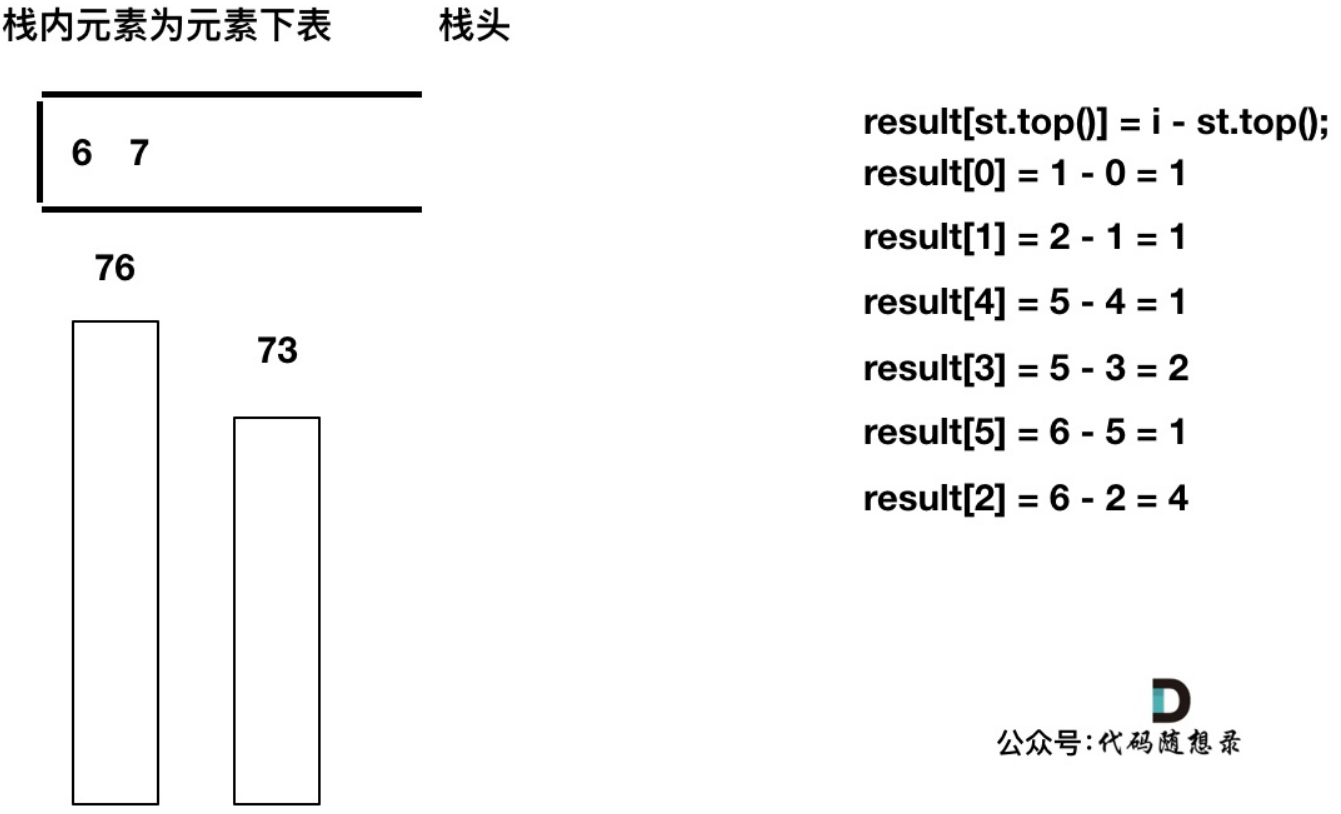 栈内元素为元素下表 栈头
6 7
76
73
result[st.top()] = i - st.top();
result[0] = 1 - 0 = 1
result[1] = 2 - 1 = 1
result[4] = 5 - 4 = 1
result[3] = 5 - 3 = 2
result[5] = 6 - 5 = 1
result[2] = 6 - 2 = 4
公众号:代码随想录